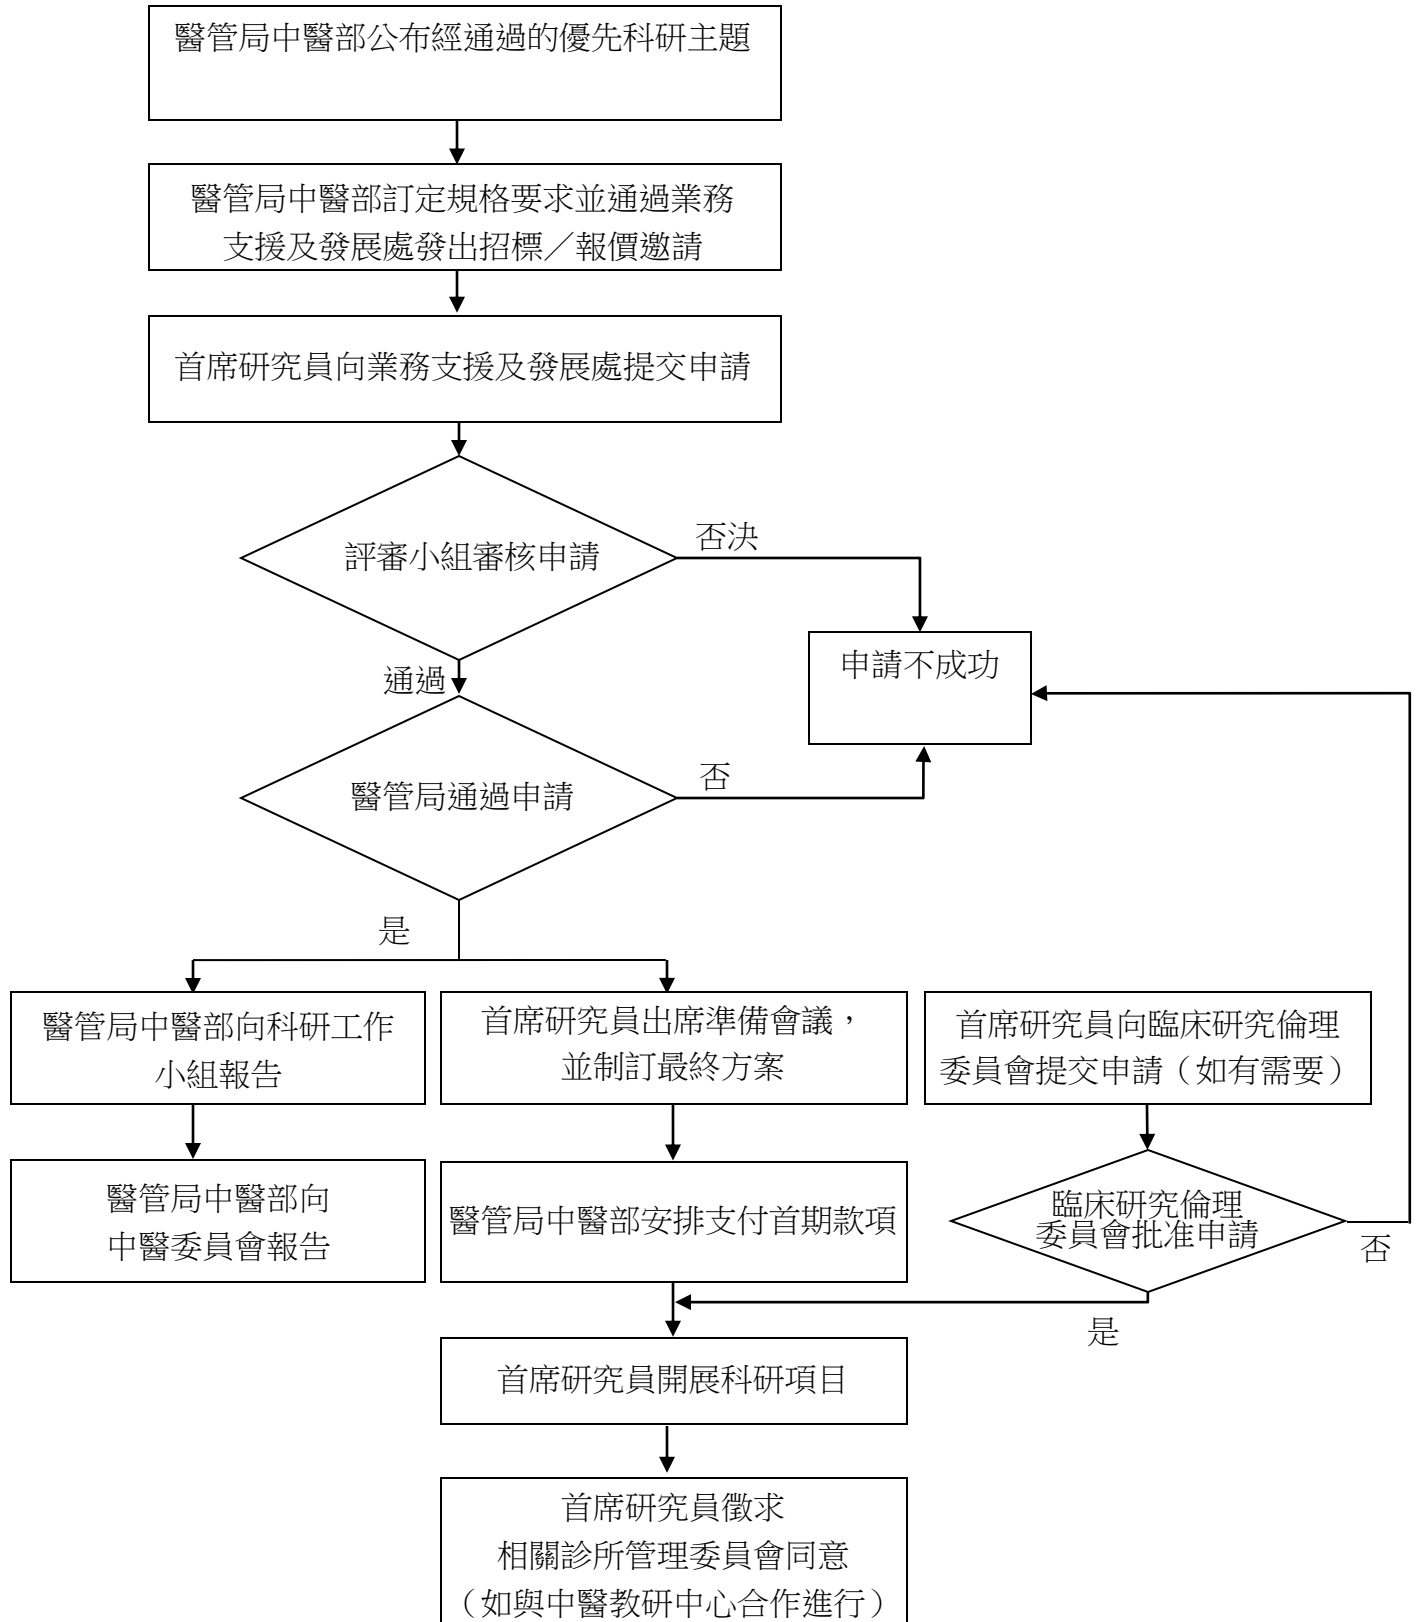 醫管局中醫部公布經通過的優先科研主題
醫管局中醫部訂定規格要求並通過業務
支援及發展處發出招標／報價邀請
首席研究員向業務支援及發展處提交申請
評審小組審核申請
否決
申請不成功
通過
醫管局通過申請
否
是
醫管局中醫部向科研工作
小組報告
首席研究員出席準備會議，
並制訂最終方案
首席研究員向臨床研究倫理
委員會提交申請（如有需要）
醫管局中醫部向
中醫委員會報告
醫管局中醫部安排支付首期款項
臨床研究倫理
委員會批准申請
否
是
首席研究員開展科研項目
首席研究員徵求
相關診所管理委員會同意
（如與中醫教研中心合作進行）